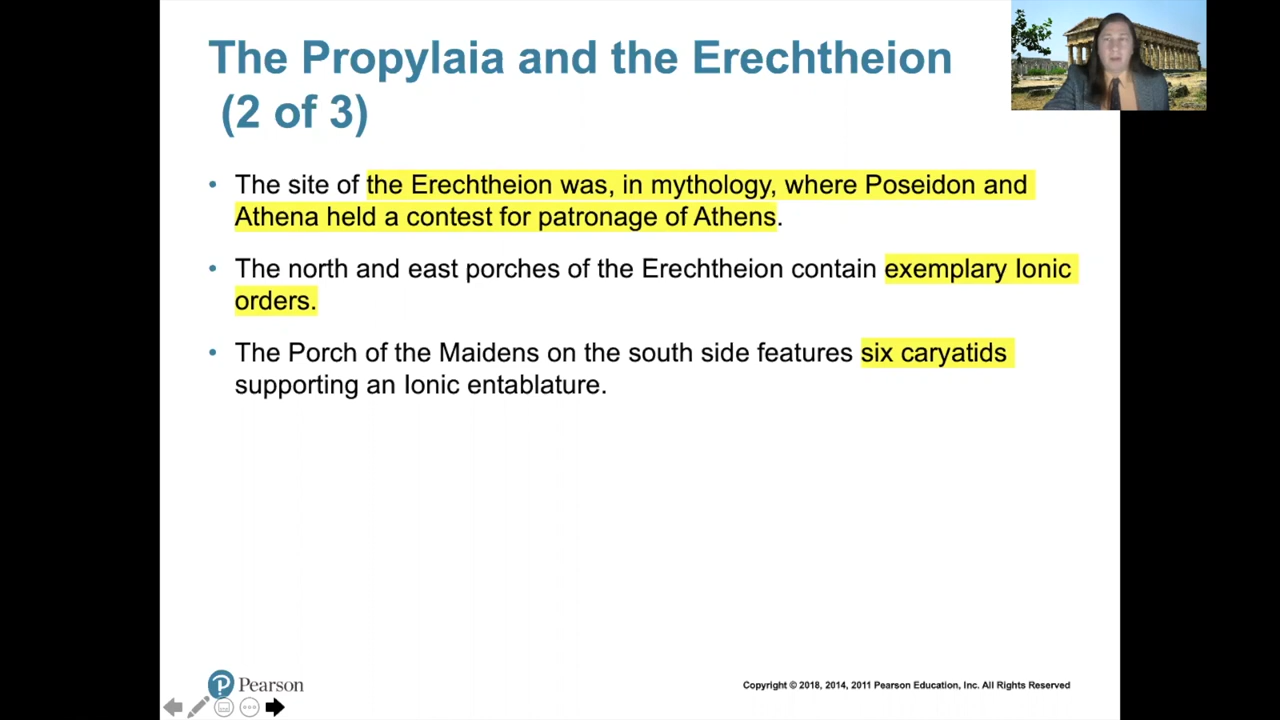 The Propylaia and the Erechtheion
(2 of 3)
• The site of the Erechtheion was, in mythology, where Poseidon and
Athena held a contest for patronage of Athens.
• The north and east porches of the Erechtheion contain exemplary Ionic
orders.
• The Porch of the Maidens on the south side features six caryatids
supporting an Ionic entablature.
P Pearson
Copyright © 2018, 2014, 2011 Pearson Education, Inc. All Rights Reserved